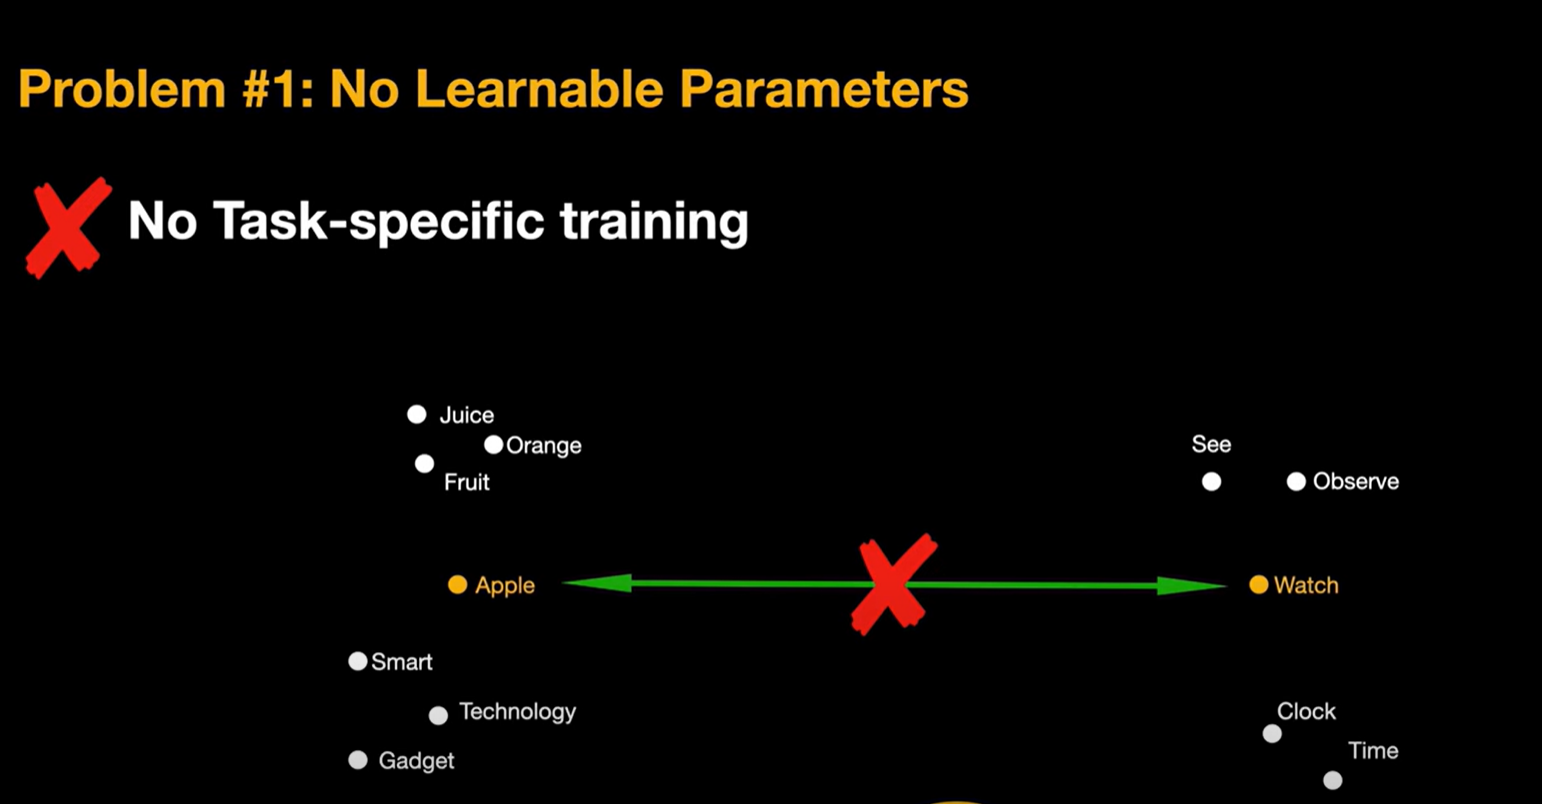 Problem #1: No Learnable Parameters
No Task-specific training
Juice
Orange
Fruit
See
Observe
Apple
Watch
Smart
Technology
Gadget
Clock
Time